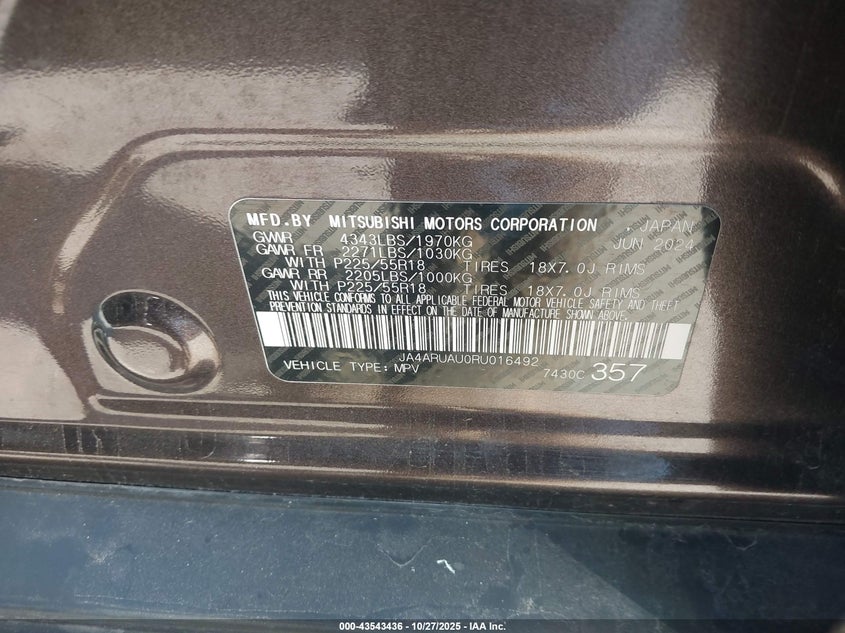 MFD.BY MITSUBISHI MOTORS CORPORATION JAPAN
GVWR 4343LBS/1970KG JUN 2024
GAWR FR 2271LBS/1030KG
WITH P225/55R18 TIRES 18X7.0J RIMS
GAWR RR 2205LBS/1000KG
WITH P225/55R18 TIRES 18X7.0J RIMS
THIS VEHICLE CONFORMS TO ALL APPLICABLE FEDERAL MOTOR VEHICLE SAFETY AND THEFT
PREVENTION STANDARDS IN EFFECT ON THE DATE OF MANUFACTURE SHOWN ABOVE.
JA4ARUAU0RU016492
VEHICLE TYPE: MPV 7430C 357
000-43543436 - 10/27/2025 - IAA Inc.